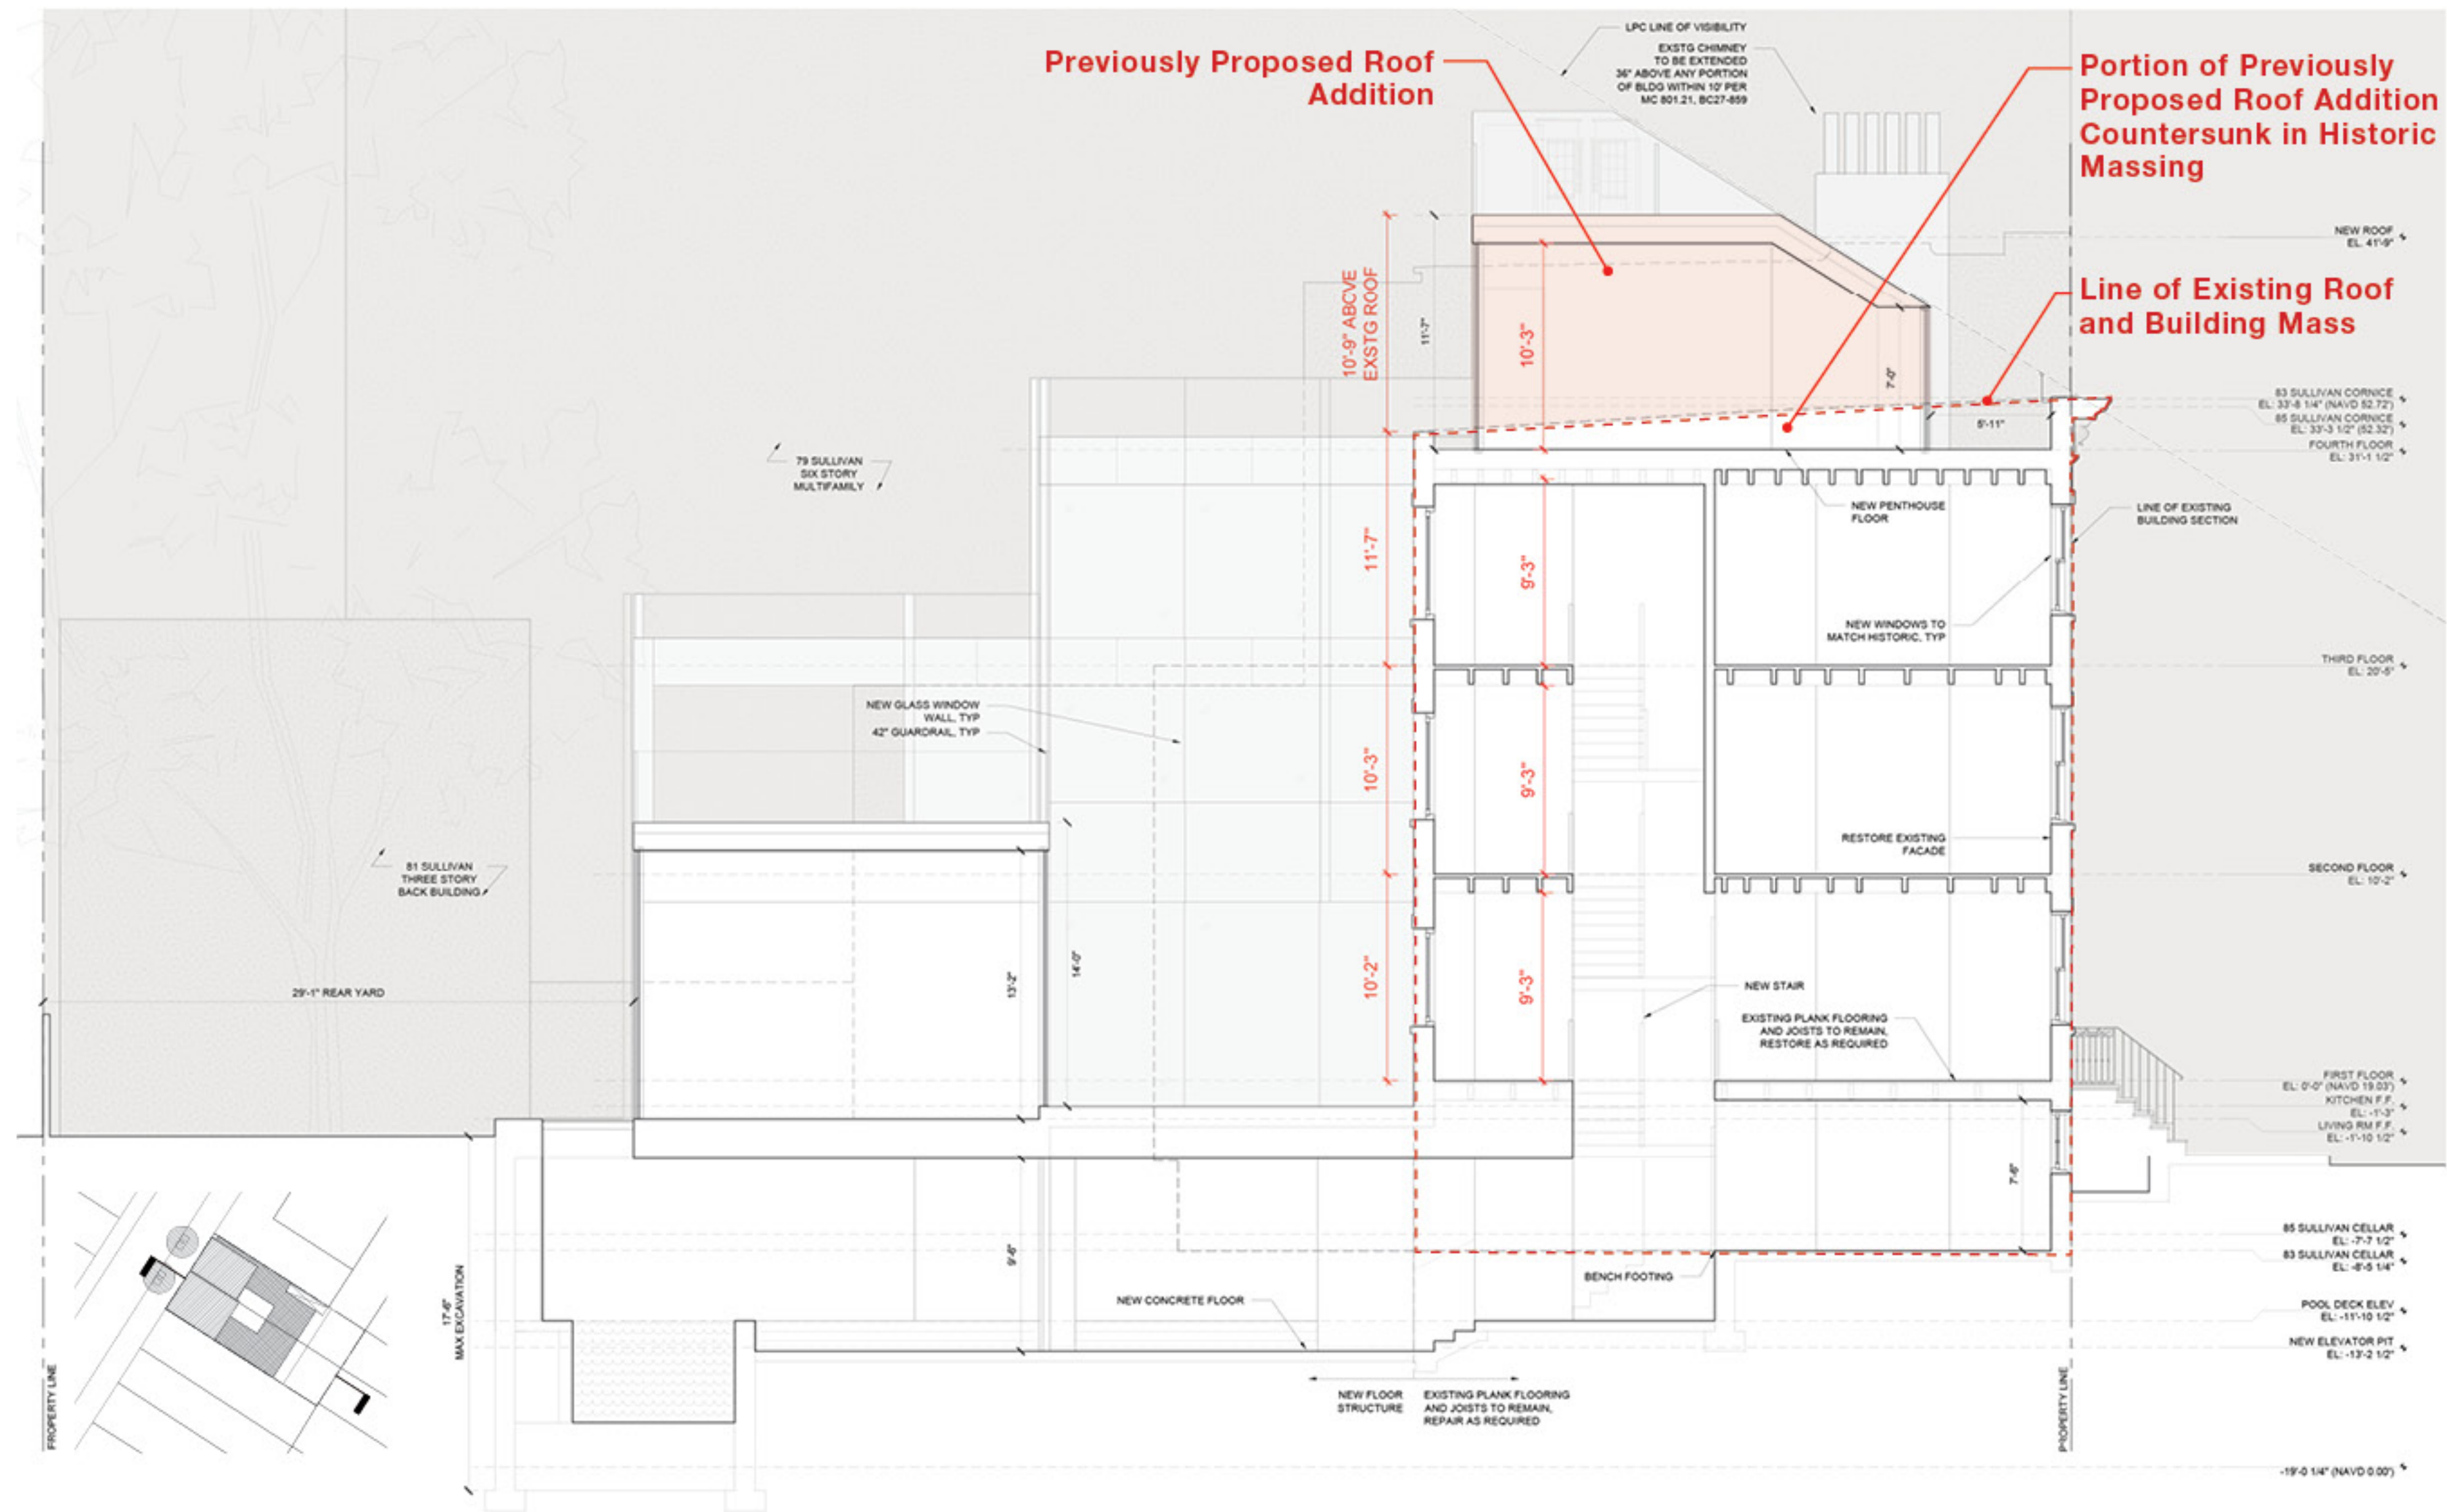 LPC LINE OF VISIBILITY
EXSTG CHIMNEY
TO BE EXTENDED
36" ABOVE ANY PORTION
OF BLDG WITHIN 10' PER
MC 801.21, BC27-859
Previously Proposed Roof
Addition
Portion of Previously
Proposed Roof Addition
Countersunk in Historic
Massing
NEW ROOF
EL. 41'-9"
Line of Existing Roof
and Building Mass
10'-9" ABCVE
EXSTG ROOF
11'-7"
10'-3"
7'-0"
5'-11"
83 SULLIVAN CORNICE
EL: 33'-8 1/4" (NAVD 52.72')
85 SULLIVAN CORNICE
EL: 33'-3 1/2" (52.32')
FOURTH FLOOR
EL: 31'-1 1/2"
79 SULLIVAN
SIX STORY
MULTIFAMILY
NEW PENTHOUSE
FLOOR
LINE OF EXISTING
BUILDING SECTION
11'-7"
9'-3"
NEW WINDOWS TO
MATCH HISTORIC, TYP
THIRD FLOOR
EL: 20'-5"
NEW GLASS WINDOW
WALL, TYP
42" GUARDRAIL, TYP
10'-3"
9'-3"
RESTORE EXISTING
FACADE
81 SULLIVAN
THREE STORY
BACK BUILDING
SECOND FLOOR
EL: 10'-2"
29'-1" REAR YARD
13'-2"
14'-0"
10'-2"
9'-3"
NEW STAIR
EXISTING PLANK FLOORING
AND JOISTS TO REMAIN,
RESTORE AS REQUIRED
FIRST FLOOR
EL: 0'-0" (NAVD 19.03')
KITCHEN F.F.
EL: -1'-3"
LIVING RM F.F.
EL: -1'-10 1/2"
7'-6"
9'-6"
17'-6"
MAX EXCAVATION
BENCH FOOTING
NEW CONCRETE FLOOR
85 SULLIVAN CELLAR
EL: -7'-7 1/2"
83 SULLIVAN CELLAR
EL: -8'-5 1/4"
POOL DECK ELEV
EL: -11'-10 1/2"
NEW ELEVATOR PIT
EL: -13'-2 1/2"
PROPERTY LINE
NEW FLOOR
STRUCTURE
EXISTING PLANK FLOORING
AND JOISTS TO REMAIN,
REPAIR AS REQUIRED
PROPERTY LINE
-19'-0 1/4" (NAVD 0.00')